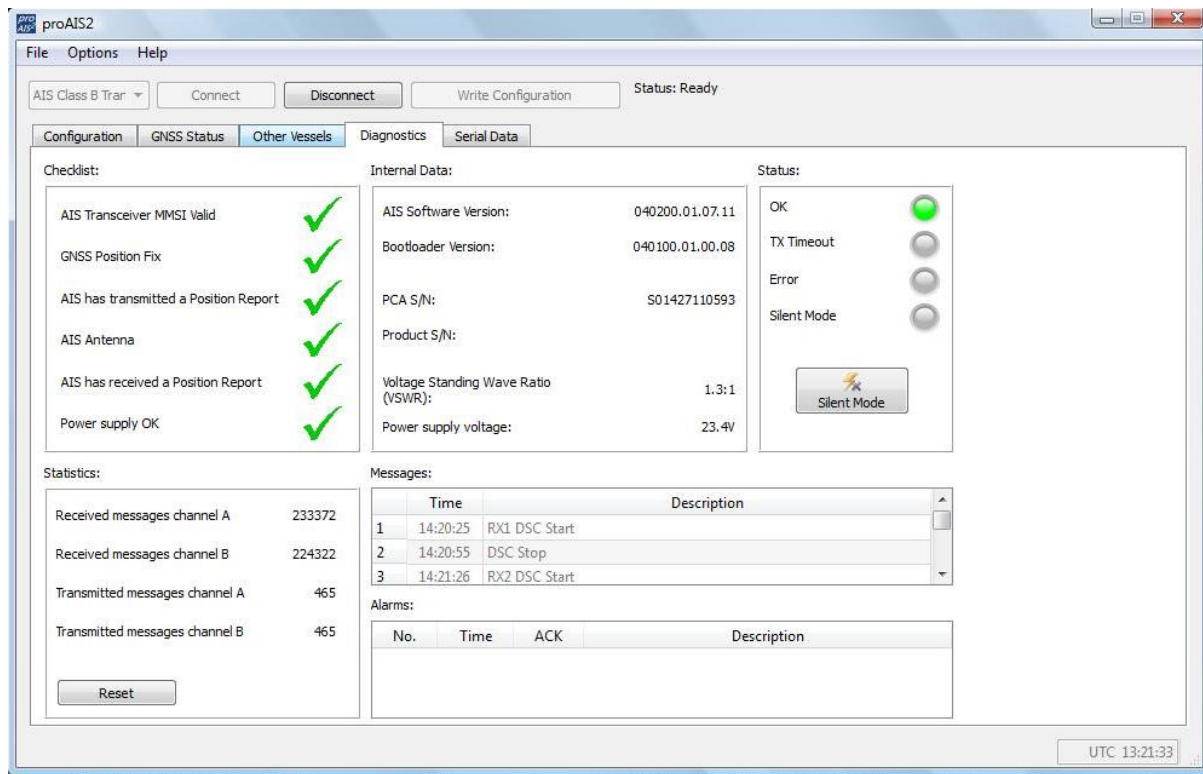 pro AIS2 proAIS2
File Options Help
AIS Class B Trar Connect Disconnect Write Configuration Status: Ready
Configuration GNSS Status Other Vessels Diagnostics Serial Data
Checklist:
AIS Transceiver MMSI Valid
GNSS Position Fix
AIS has transmitted a Position Report
AIS Antenna
AIS has received a Position Report
Power supply OK
Internal Data:
AIS Software Version: 040200.01.07.11
Bootloader Version: 040100.01.00.08
PCA S/N: S01427110593
Product S/N:
Voltage Standing Wave Ratio
(VSWR): 1.3:1
Power supply voltage: 23.4V
Status:
OK
TX Timeout
Error
Silent Mode
Silent Mode
Statistics:
Received messages channel A 233372
Received messages channel B 224322
Transmitted messages channel A 465
Transmitted messages channel B 465
Reset
Messages:
Time Description
1 14:20:25 RX1 DSC Start
2 14:20:55 DSC Stop
3 14:21:26 RX2 DSC Start
Alarms:
No. Time ACK Description
UTC 13:21:33